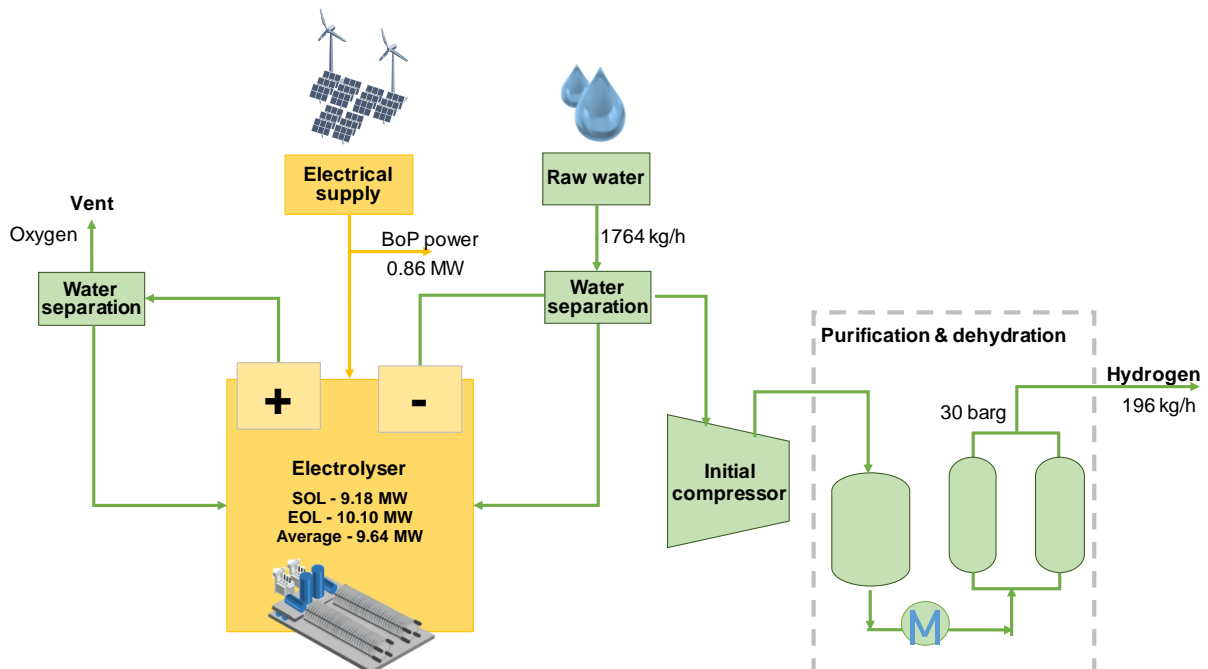 Electrical
supply
Raw water
Vent
Oxygen
BoP power
0.86 MW
1764 kg/h
Water
separation
Water
separation
Purification & dehydration
Hydrogen
196 kg/h
30 barg
+
-
Electrolyser
SOL - 9.18 MW
EOL - 10.10 MW
Average - 9.64 MW
Initial
compressor
M